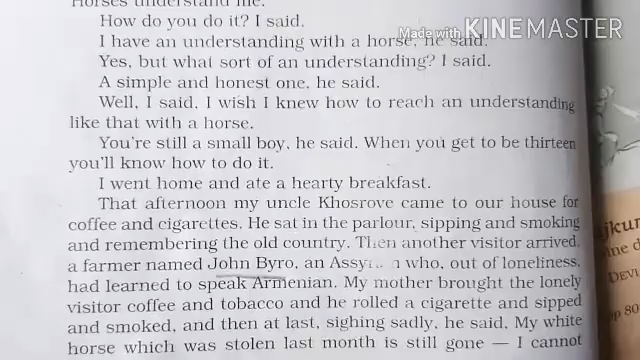 Horses understand me.
How do you do it? I said.
I have an understanding with a horse, he said.
Yes, but what sort of an understanding? I said.
A simple and honest one, he said.
Well, I said, I wish I knew how to reach an understanding
like that with a horse.
You're still a small boy, he said. When you get to be thirteen
you'll know how to do it.
I went home and ate a hearty breakfast.
That afternoon my uncle Khosrove came to our house for
coffee and cigarettes. He sat in the parlour, sipping and smoking
and remembering the old country. Then another visitor arrived,
a farmer named John Byro, an who, out of loneliness,
had learned to speak Armenian. My mother brought the lonely
visitor coffee and tobacco and he rolled a cigarette and sipped
and smoked, and then at last, sighing sadly, he said, My white
horse which was stolen last month is still gone — I cannot
Made with KINEMASTER
80